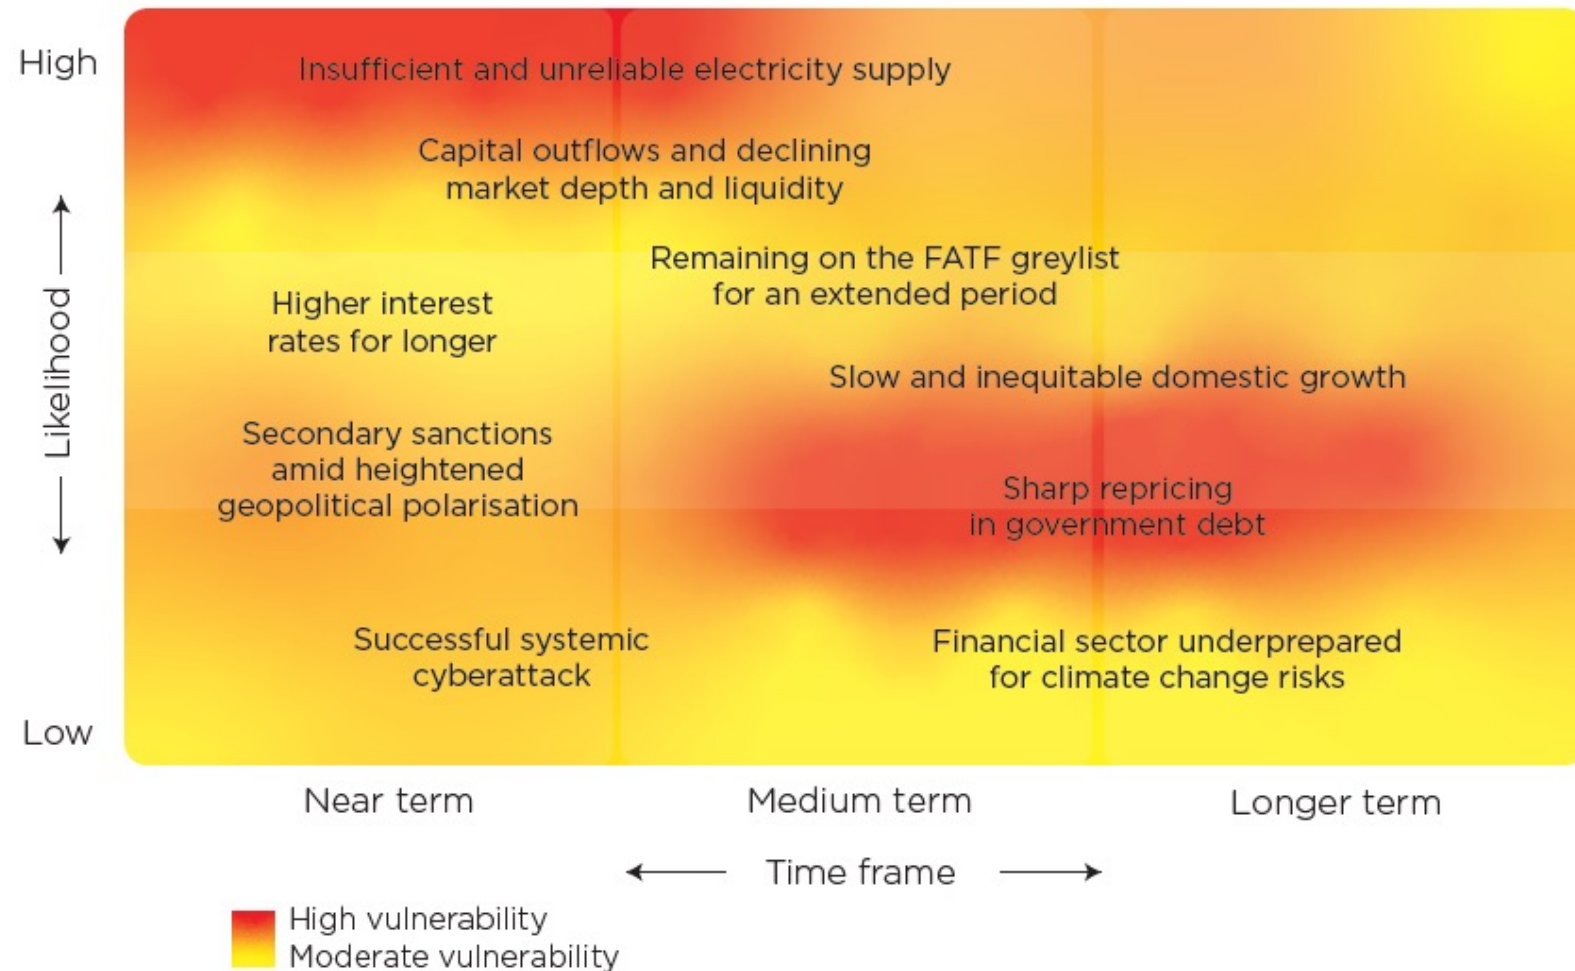 High
Insufficient and unreliable electricity supply
Capital outflows and declining
market depth and liquidity
Remaining on the FATF greylist
for an extended period
Higher interest
rates for longer
Likelihood
Slow and inequitable domestic growth
Secondary sanctions
amid heightened
geopolitical polarisation
Sharp repricing
in government debt
Successful systemic
cyberattack
Financial sector underprepared
for climate change risks
Low
Near term
Medium term
Longer term
Time frame
High vulnerability
Moderate vulnerability